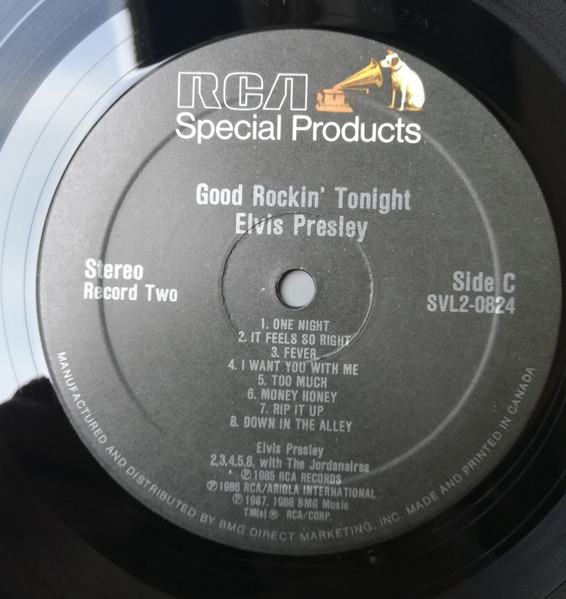 RCA
Special Products
Good Rockin' Tonight
Elvis Presley
Stereo
Record Two
Side C
SVL2-0824
1. ONE NIGHT
2. IT FEELS SO RIGHT
3. FEVER
4. I WANT YOU WITH ME
5. TOO MUCH
6. MONEY HONEY
7. RIP IT UP
8. DOWN IN THE ALLEY
Elvis Presley
2,3,4,5,8, with The Jordanaires
℗1985 RCA RECORDS
℗1986 RCA/ARIOLA INTERNATIONAL
℗1987, 1988 BMG Music
TM(s)® RCA/CORP.
MANUFACTURED AND DISTRIBUTED BY BMG DIRECT MARKETING, INC. MADE AND PRINTED IN CANADA